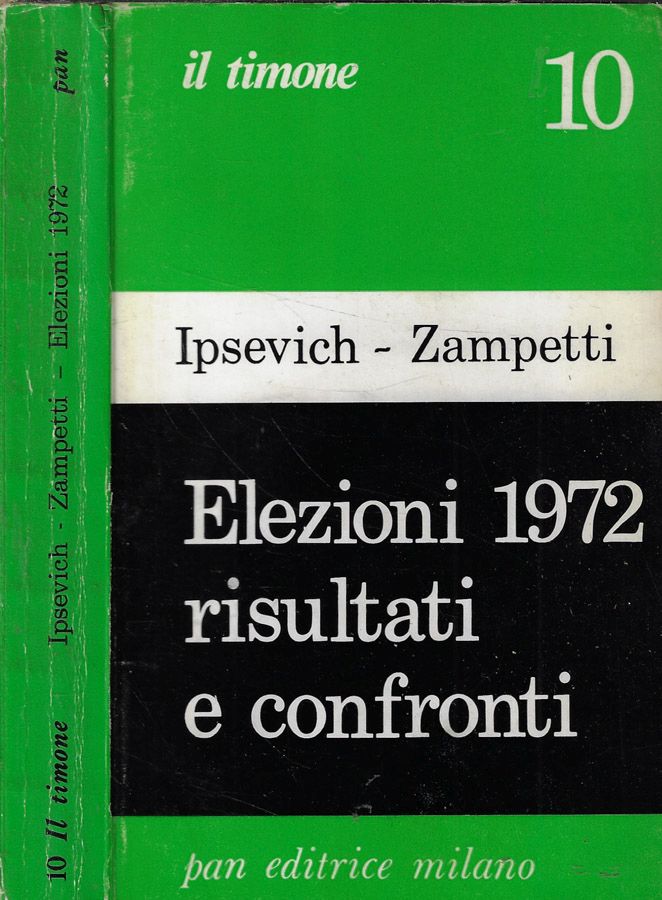 il timone
10
Ipsevich - Zampetti
Elezioni 1972
risultati
e confronti
pan editrice milano
10 Il timone Ipsevich - Zampetti - Elezioni 1972 pan